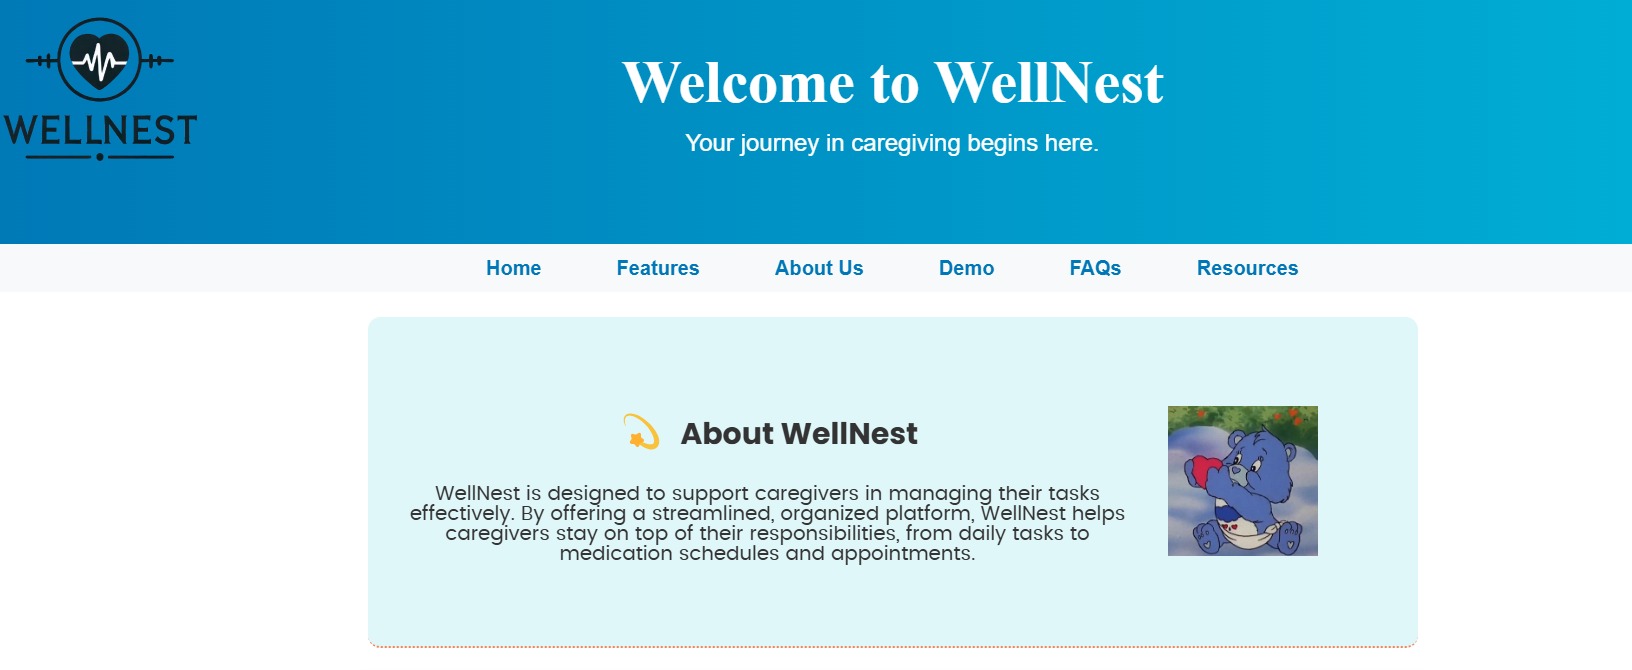 WELLNEST
Welcome to WellNest
Your journey in caregiving begins here.
Home Features About Us Demo FAQs Resources
About WellNest
WellNest is designed to support caregivers in managing their tasks
effectively. By offering a streamlined, organized platform, WellNest helps
caregivers stay on top of their responsibilities, from daily tasks to
medication schedules and appointments.